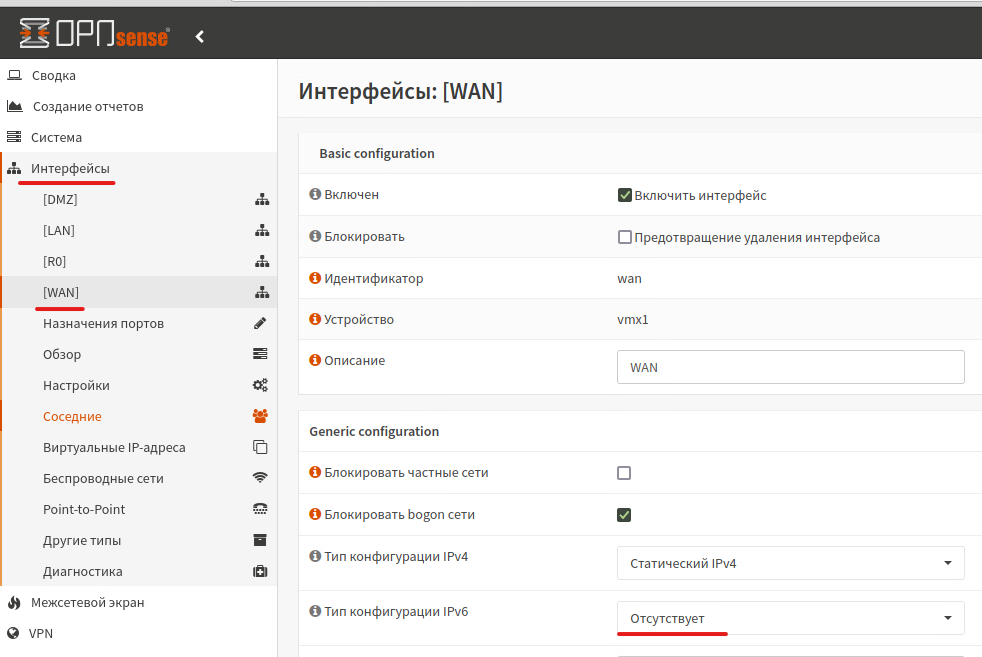 OPNsense
Сводка
Создание отчетов
Система
Интерфейсы
[DMZ]
[LAN]
[R0]
[WAN]
Назначения портов
Обзор
Настройки
Соседние
Виртуальные IP-адреса
Беспроводные сети
Point-to-Point
Другие типы
Диагностика
Межсетевой экран
VPN
Интерфейсы: [WAN]
Basic configuration
Включен Включить интерфейс
Блокировать Предотвращение удаления интерфейса
Идентификатор wan
Устройство vmx1
Описание WAN
Generic configuration
Блокировать частные сети
Блокировать bogon сети
Тип конфигурации IPv4 Статический IPv4
Тип конфигурации IPv6 Отсутствует